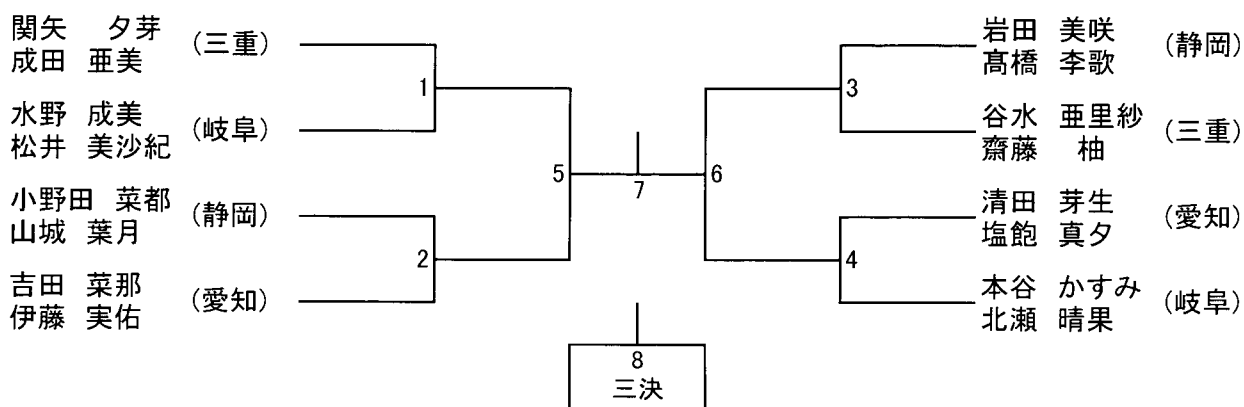 関矢 夕芽
成田 亜美
(三重)
水野 成美
松井 美沙紀
(岐阜)
小野田 菜都
山城 葉月
(静岡)
吉田 菜那
伊藤 実佑
(愛知)
1
2
5
7
6
3
4
岩田 美咲
髙橋 李歌
(静岡)
谷水 亜里紗
齋藤 柚
(三重)
清田 芽生
塩飽 真夕
(愛知)
本谷 かすみ
北瀬 晴果
(岐阜)
8
三決